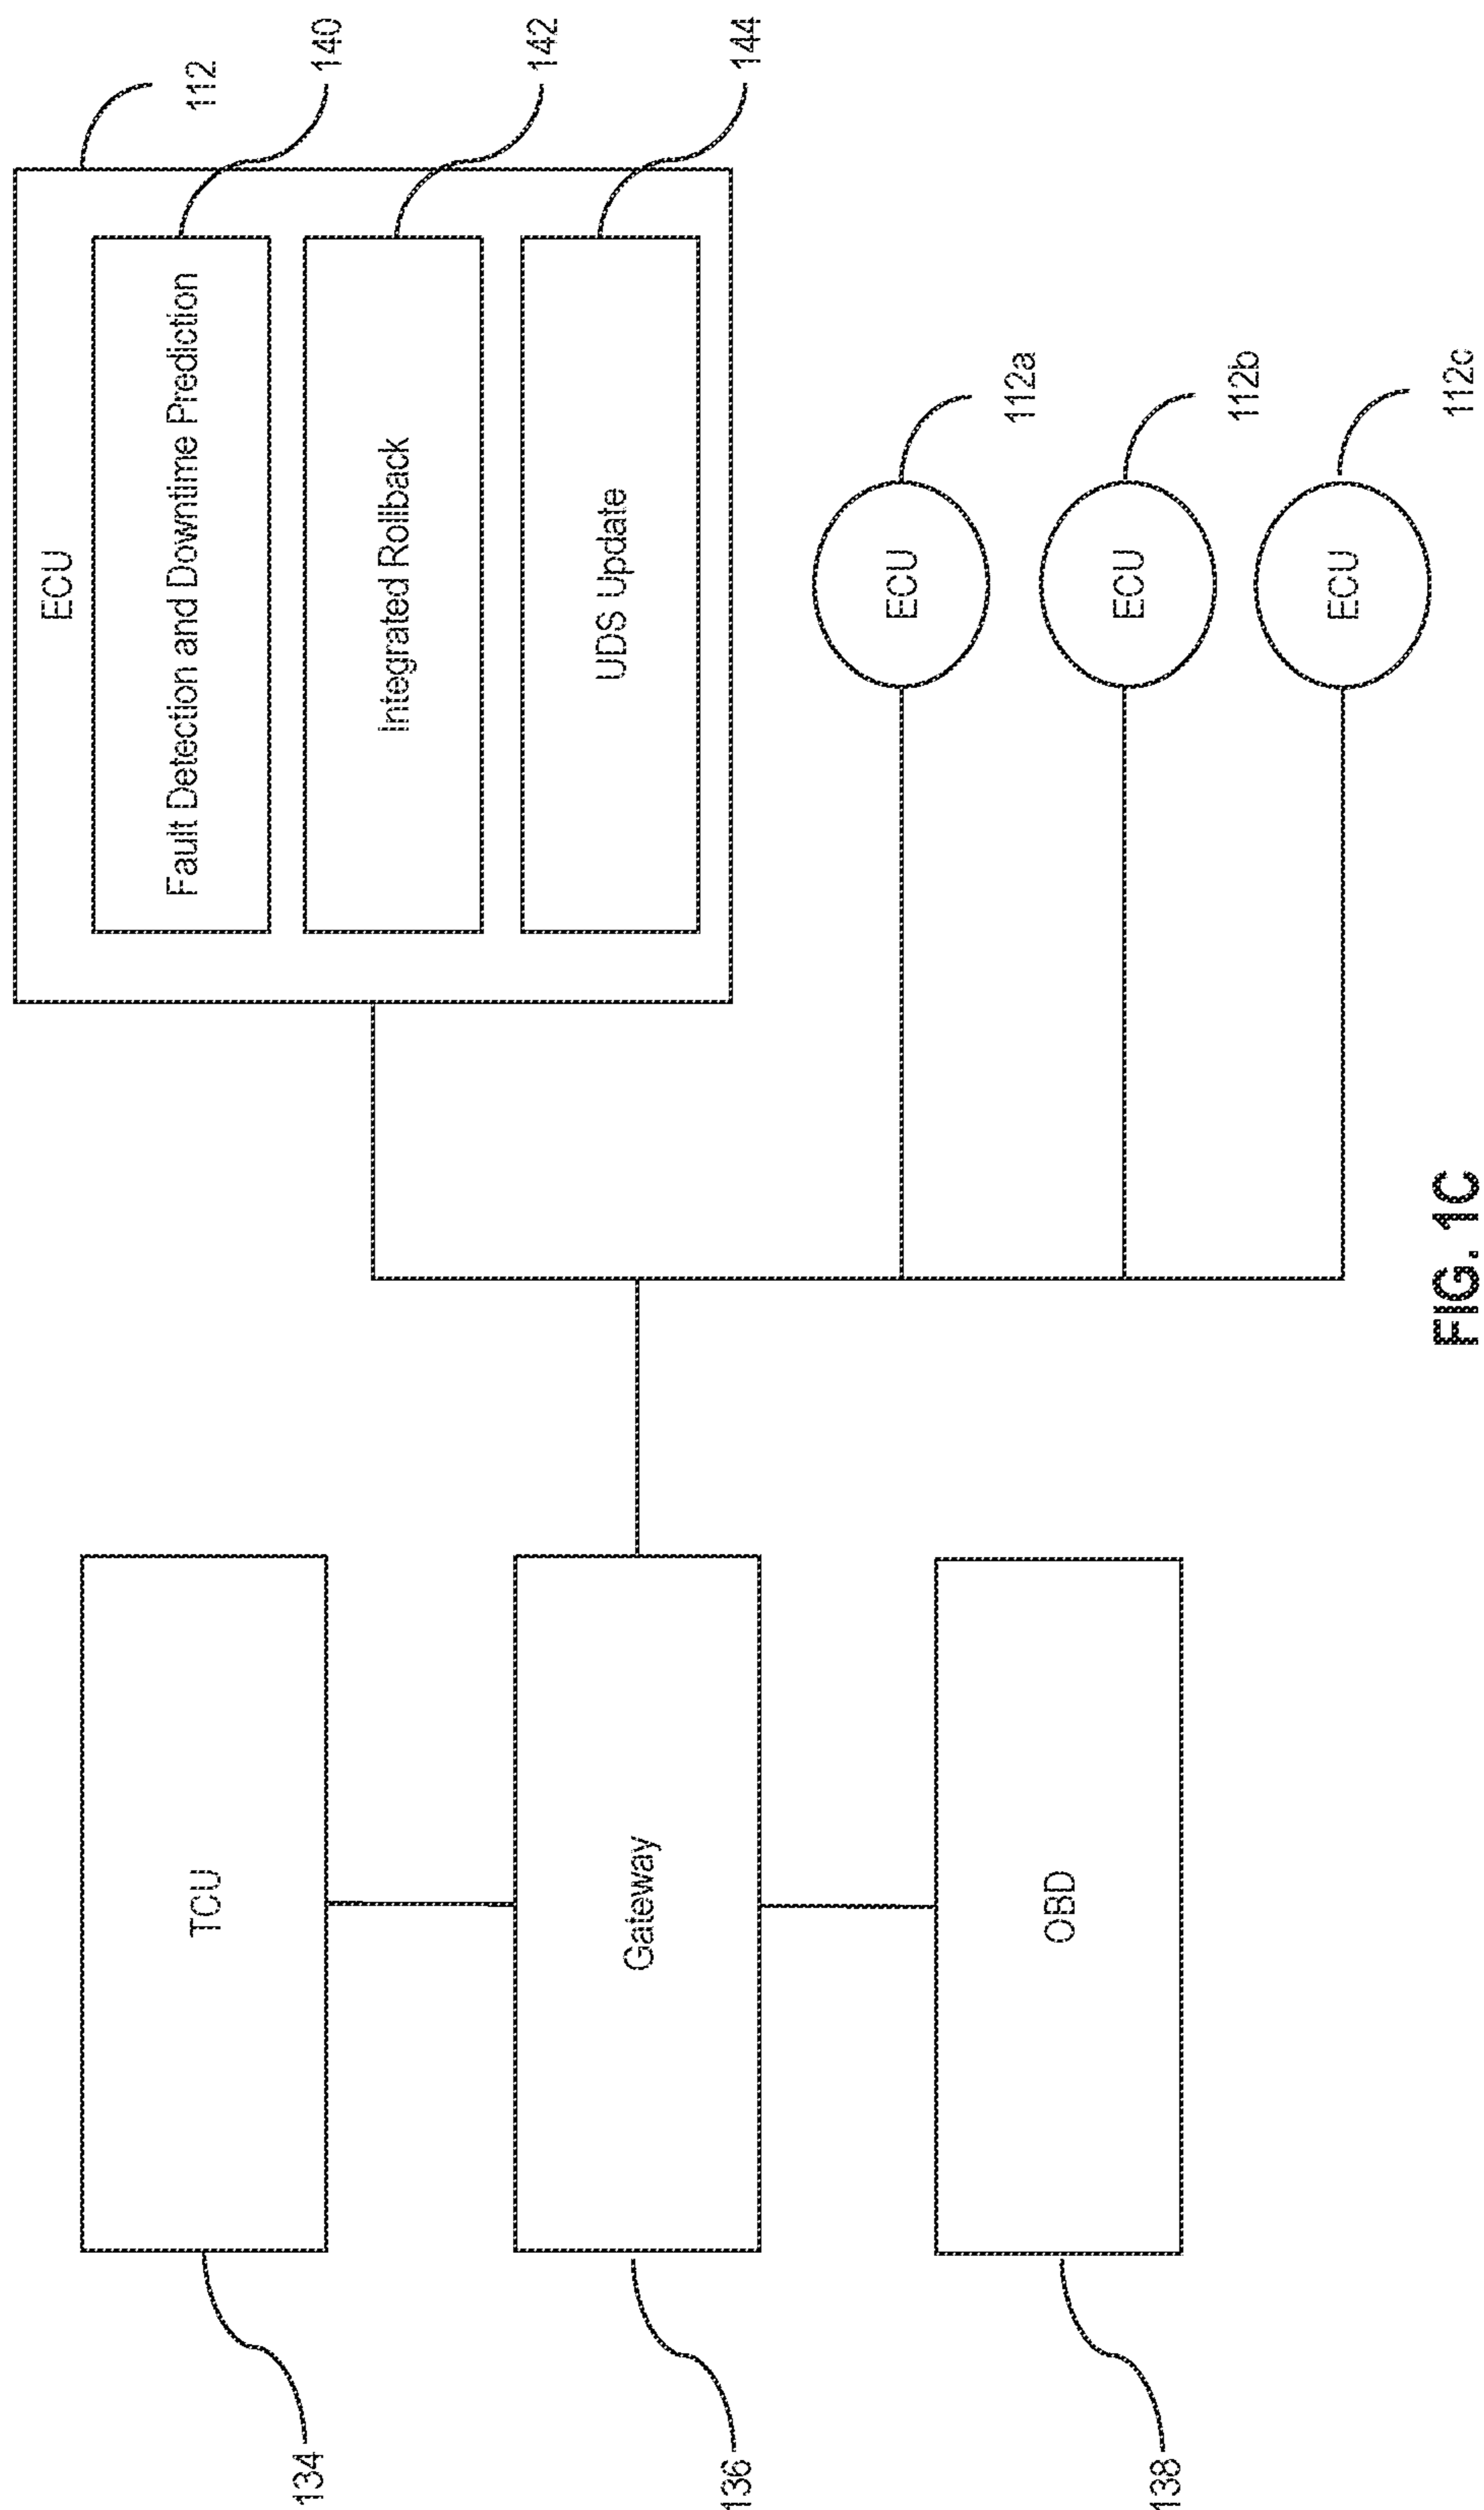 134
TCU
136
Gateway
138
OBD
ECU
112
Fault Detection and Downtime Prediction
140
Integrated Rollback
142
UDS Update
144
ECU
112a
ECU
112b
ECU
112c
FIG. 1C